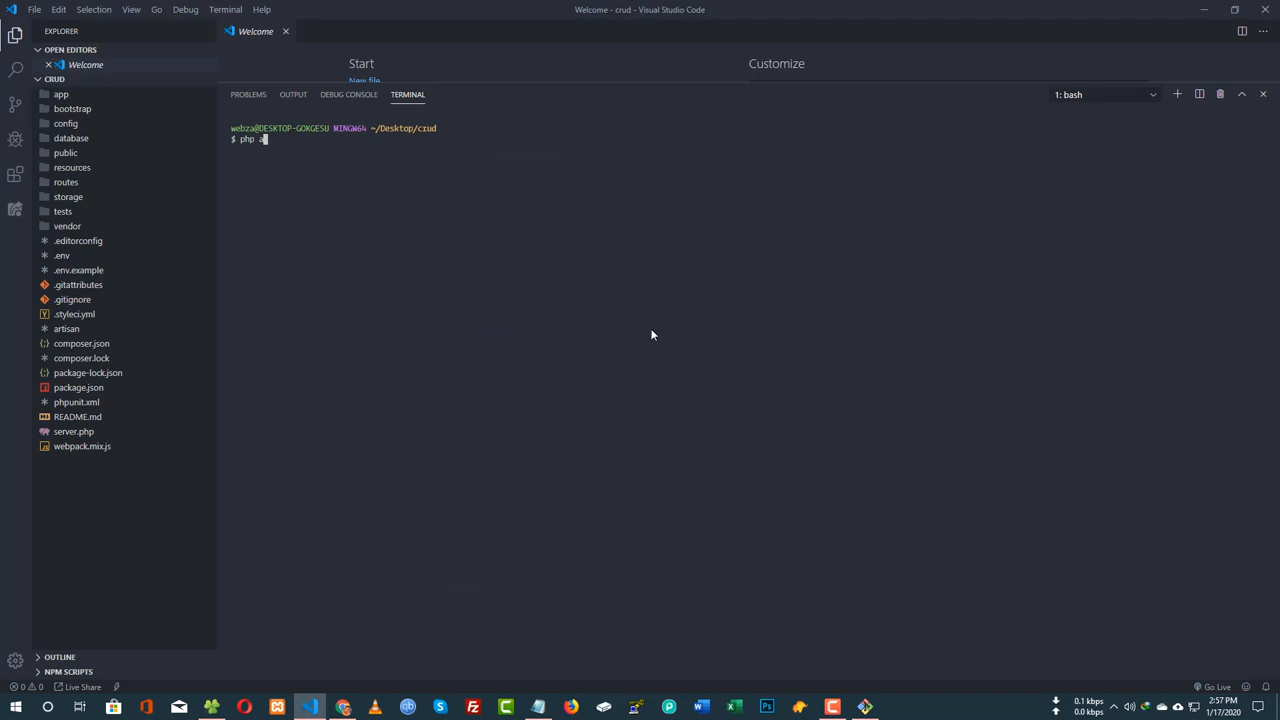 File Edit Selection View Go Debug Terminal Help
Welcome - crud - Visual Studio Code
EXPLORER
Welcome
OPEN EDITORS
Welcome
CRUD
app
bootstrap
config
database
public
resources
routes
storage
tests
vendor
.editorconfig
.env
.env.example
.gitattributes
.gitignore
.styleci.yml
artisan
composer.json
composer.lock
package-lock.json
package.json
phpunit.xml
README.md
server.php
webpack.mix.js
OUTLINE
NPM SCRIPTS
Start
Customize
New file
PROBLEMS OUTPUT DEBUG CONSOLE TERMINAL
1: bash
webza@DESKTOP-GOKGESU MINGW64 ~/Desktop/crud
$ php a
0 0 Live Share
Go Live
0.1 kbps
0.0 kbps
2:57 PM
1/17/2020